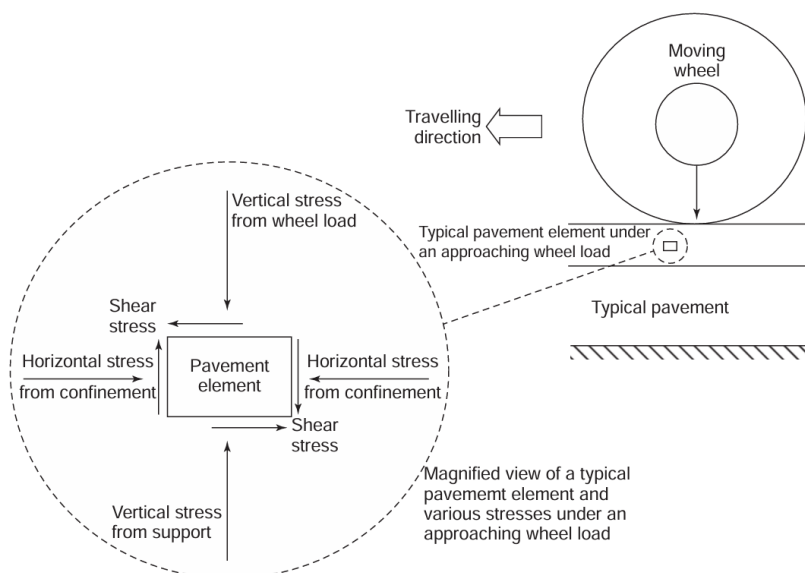 Moving
wheel
Travelling
direction
Vertical stress
from wheel load
Typical pavement element under
an approaching wheel load
Shear
stress
Typical pavement
Horizontal stress
from confinement
Pavement
element
Horizontal stress
from confinement
Shear
stress
Vertical stress
from support
Magnified view of a typical
pavememt element and
various stresses under an
approaching wheel load